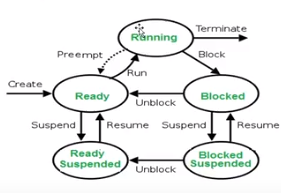 Running
Terminate
Preempt
Block
Run
Create
Ready
Unblock
Blocked
Suspend
Resume
Suspend
Resume
Ready
Suspended
Unblock
Blocked
Suspended